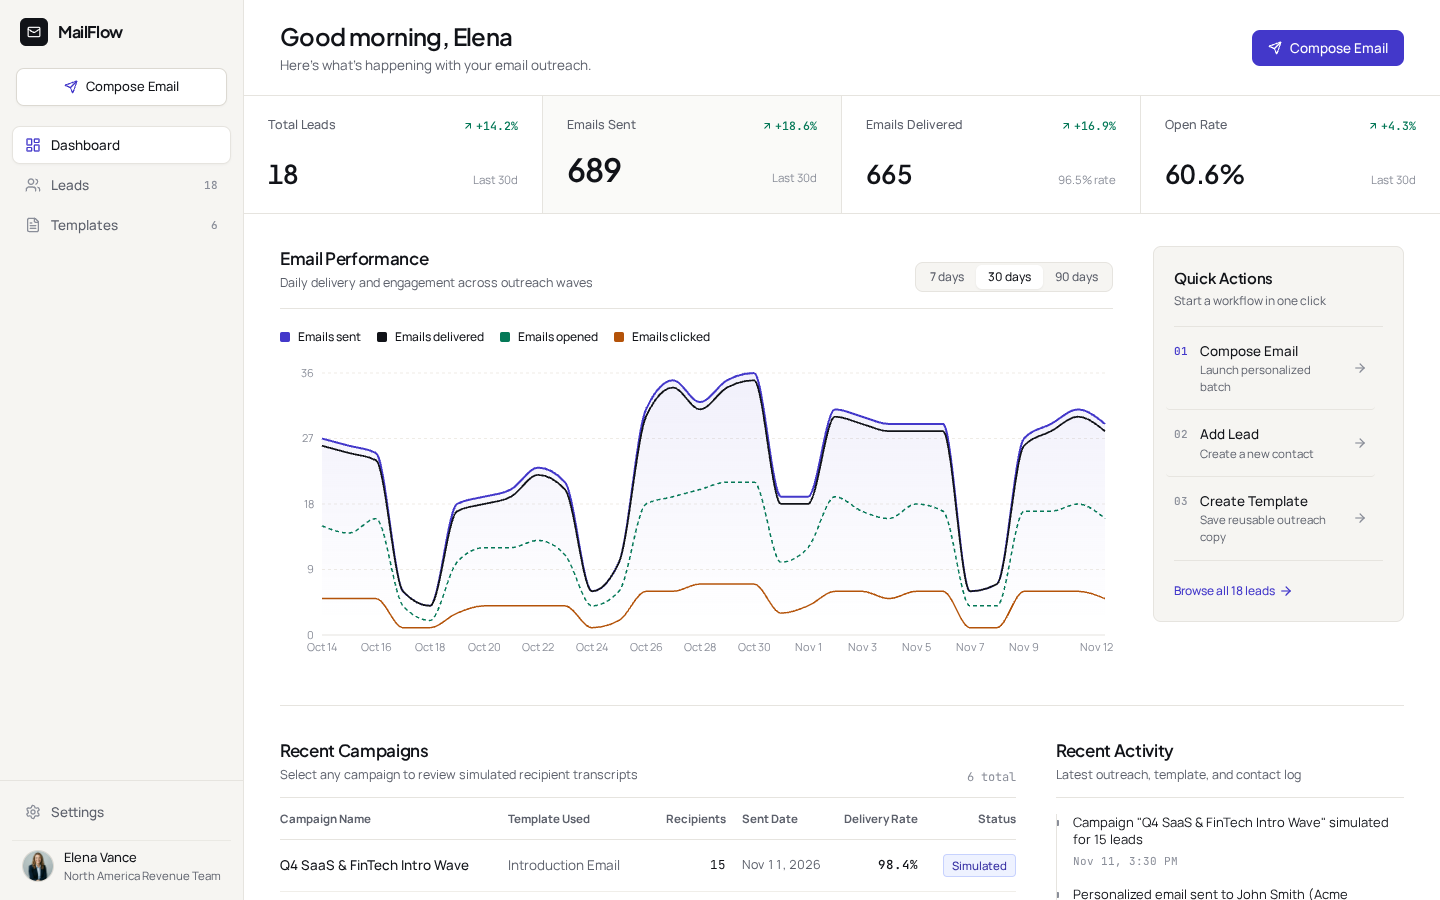 MailFlow
Compose Email
Dashboard
Leads 18
Templates 6
Settings
Elena Vance
North America Revenue Team
Good morning, Elena
Here's what's happening with your email outreach.
Compose Email
Total Leads +14.2%
18 Last 30d
Emails Sent +18.6%
689 Last 30d
Emails Delivered +16.9%
665 96.5% rate
Open Rate +4.3%
60.6% Last 30d
Email Performance
Daily delivery and engagement across outreach waves
7 days 30 days 90 days
Emails sent Emails delivered Emails opened Emails clicked
36
27
18
9
0
Oct 14 Oct 16 Oct 18 Oct 20 Oct 22 Oct 24 Oct 26 Oct 28 Oct 30 Nov 1 Nov 3 Nov 5 Nov 7 Nov 9 Nov 12
Quick Actions
Start a workflow in one click
01 Compose Email
Launch personalized
batch
02 Add Lead
Create a new contact
03 Create Template
Save reusable outreach
copy
Browse all 18 leads
Recent Campaigns
Select any campaign to review simulated recipient transcripts
6 total
Campaign Name Template Used Recipients Sent Date Delivery Rate Status
Q4 SaaS & FinTech Intro Wave Introduction Email 15 Nov 11, 2026 98.4% Simulated
Recent Activity
Latest outreach, template, and contact log
Campaign "Q4 SaaS & FinTech Intro Wave" simulated
for 15 leads
Nov 11, 3:30 PM
Personalized email sent to John Smith (Acme